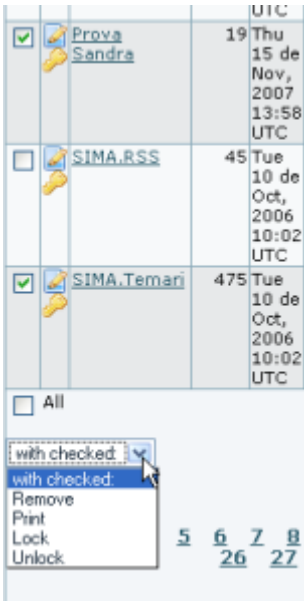 UTC
Prova 19 Thu
Sandra 15 de
Nov,
2007
13:58
UTC
SIMA.RSS 45 Tue
10 de
Oct,
2006
10:02
UTC
SIMA.Temari 475 Tue
10 de
Oct,
2006
10:02
UTC
All
with checked:
with checked:
Remove
Print
Lock
Unlock
5 6 7 8
26 27